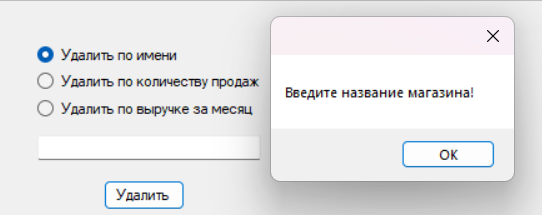 Удалить по имени
Удалить по количеству продаж
Удалить по выручке за месяц
Удалить
Введите название магазина!
OK